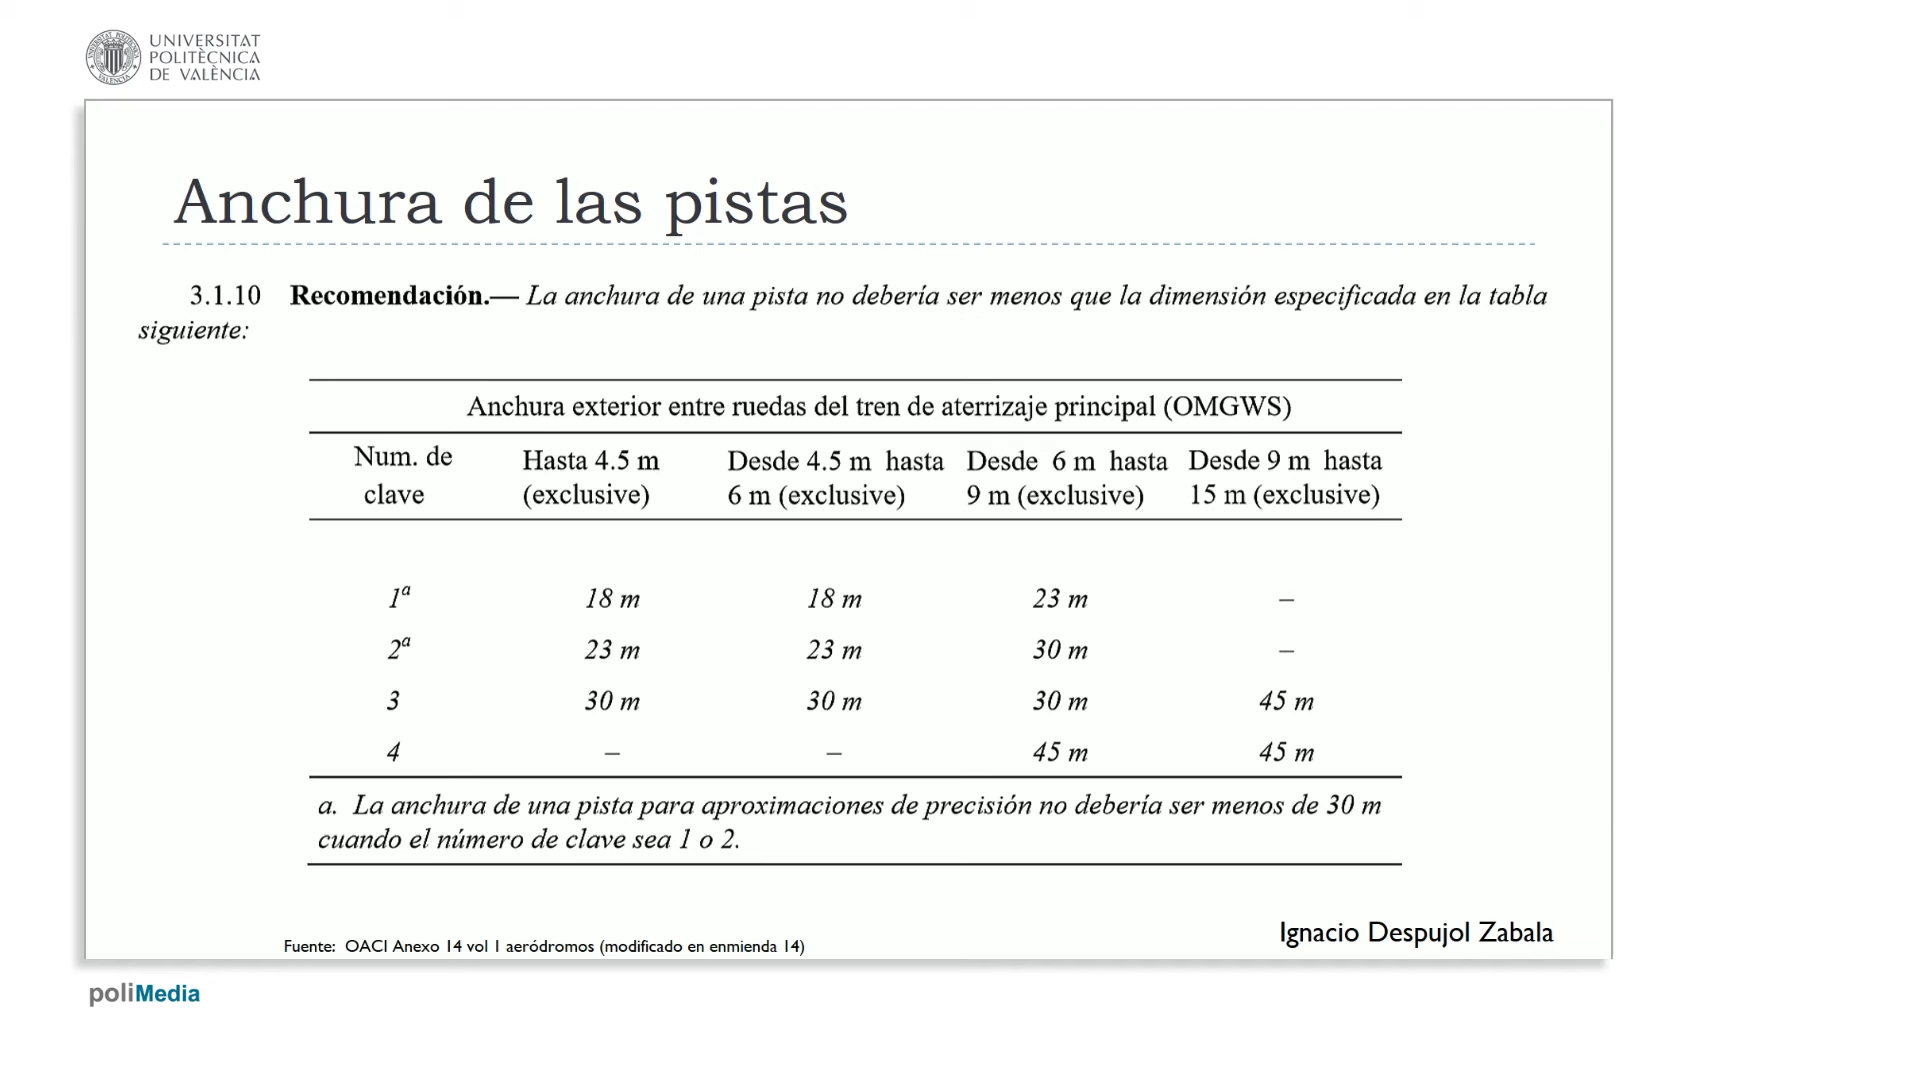 UNIVERSITAT
POLITÈCNICA
DE VALÈNCIA
Anchura de las pistas
3.1.10 Recomendación.— La anchura de una pista no debería ser menos que la dimensión especificada en la tabla
siguiente:
Anchura exterior entre ruedas del tren de aterrizaje principal (OMGWS)
Num. de clave Hasta 4.5 m (exclusive) Desde 4.5 m hasta 6 m (exclusive) Desde 6 m hasta 9 m (exclusive) Desde 9 m hasta 15 m (exclusive)
1a 18 m 18 m 23 m –
2a 23 m 23 m 30 m –
3 30 m 30 m 30 m 45 m
4 – – 45 m 45 m
a. La anchura de una pista para aproximaciones de precisión no debería ser menos de 30 m
cuando el número de clave sea 1 o 2.
Ignacio Despujol Zabala
Fuente: OACI Anexo 14 vol 1 aeródromos (modificado en enmienda 14)
poliMedia